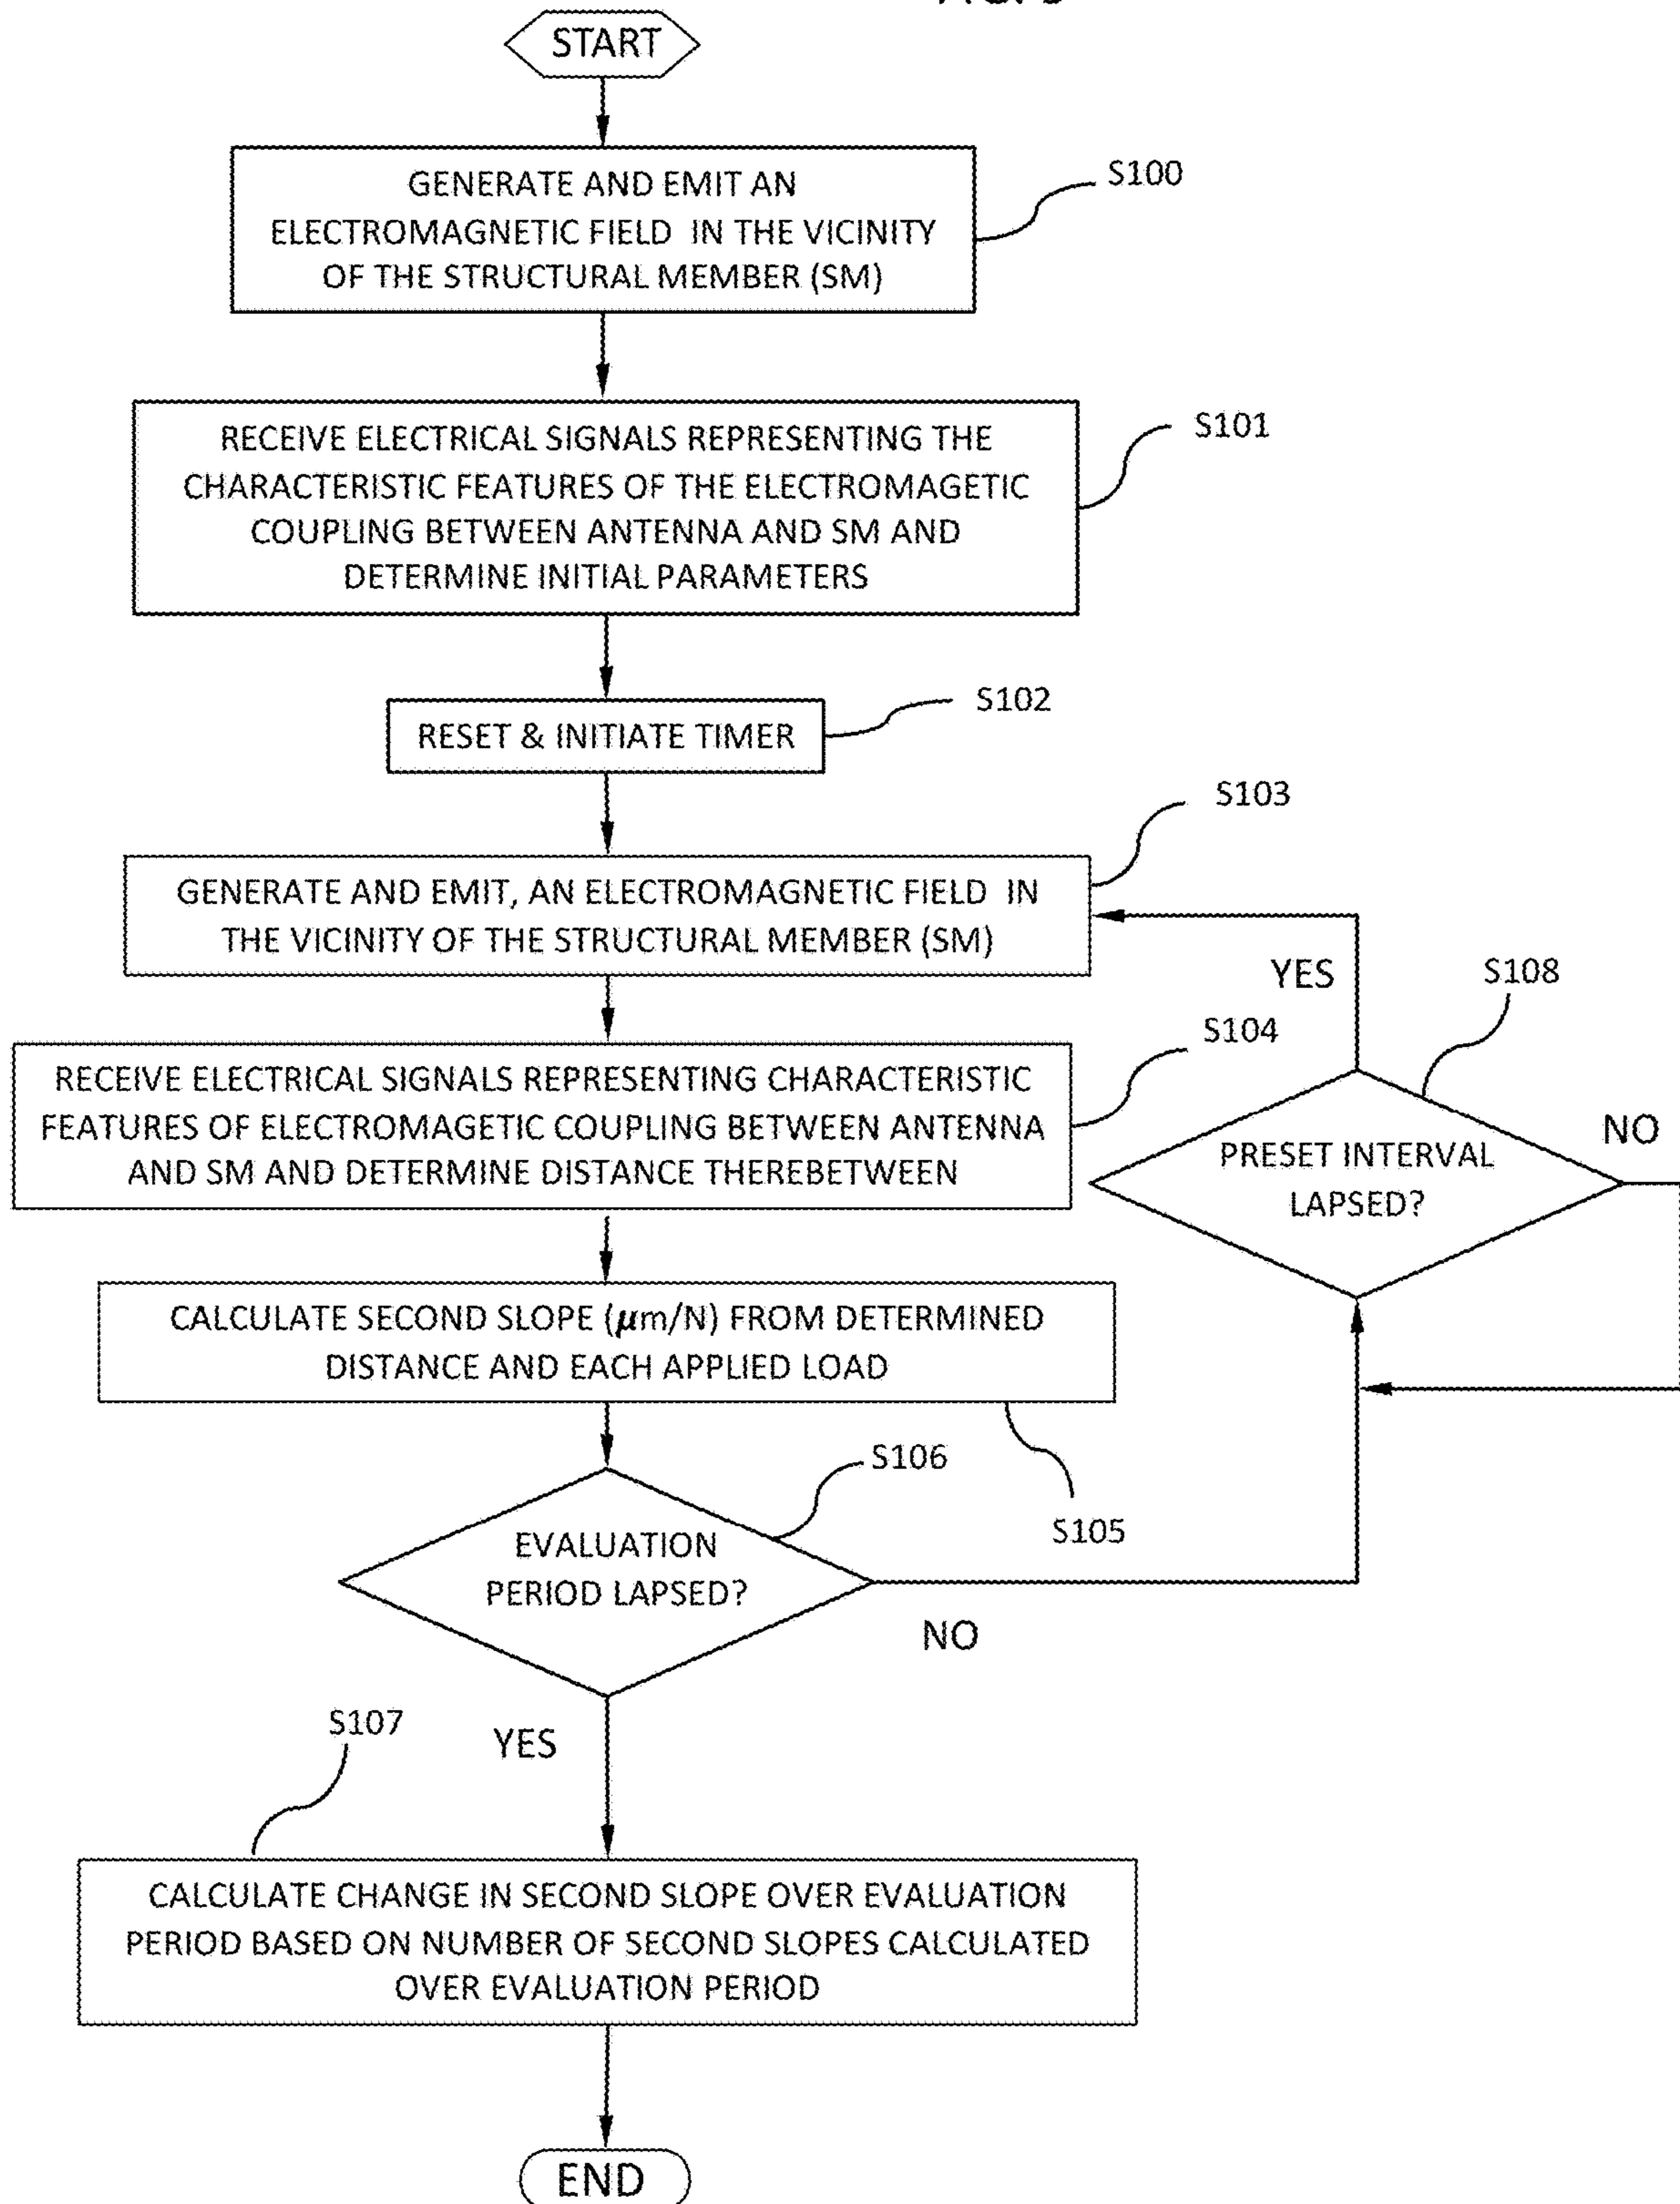 START
GENERATE AND EMIT AN
ELECTROMAGNETIC FIELD IN THE VICINITY
OF THE STRUCTURAL MEMBER (SM)
S100
RECEIVE ELECTRICAL SIGNALS REPRESENTING THE
CHARACTERISTIC FEATURES OF THE ELECTROMAGETIC
COUPLING BETWEEN ANTENNA AND SM AND
DETERMINE INITIAL PARAMETERS
S101
RESET & INITIATE TIMER
S102
GENERATE AND EMIT, AN ELECTROMAGNETIC FIELD IN
THE VICINITY OF THE STRUCTURAL MEMBER (SM)
S103
RECEIVE ELECTRICAL SIGNALS REPRESENTING CHARACTERISTIC
FEATURES OF ELECTROMAGETIC COUPLING BETWEEN ANTENNA
AND SM AND DETERMINE DISTANCE THEREBETWEEN
S104
YES
S108
PRESET INTERVAL
LAPSED?
NO
CALCULATE SECOND SLOPE (μm/N) FROM DETERMINED
DISTANCE AND EACH APPLIED LOAD
S105
EVALUATION
PERIOD LAPSED?
S106
NO
YES
S107
CALCULATE CHANGE IN SECOND SLOPE OVER EVALUATION
PERIOD BASED ON NUMBER OF SECOND SLOPES CALCULATED
OVER EVALUATION PERIOD
END